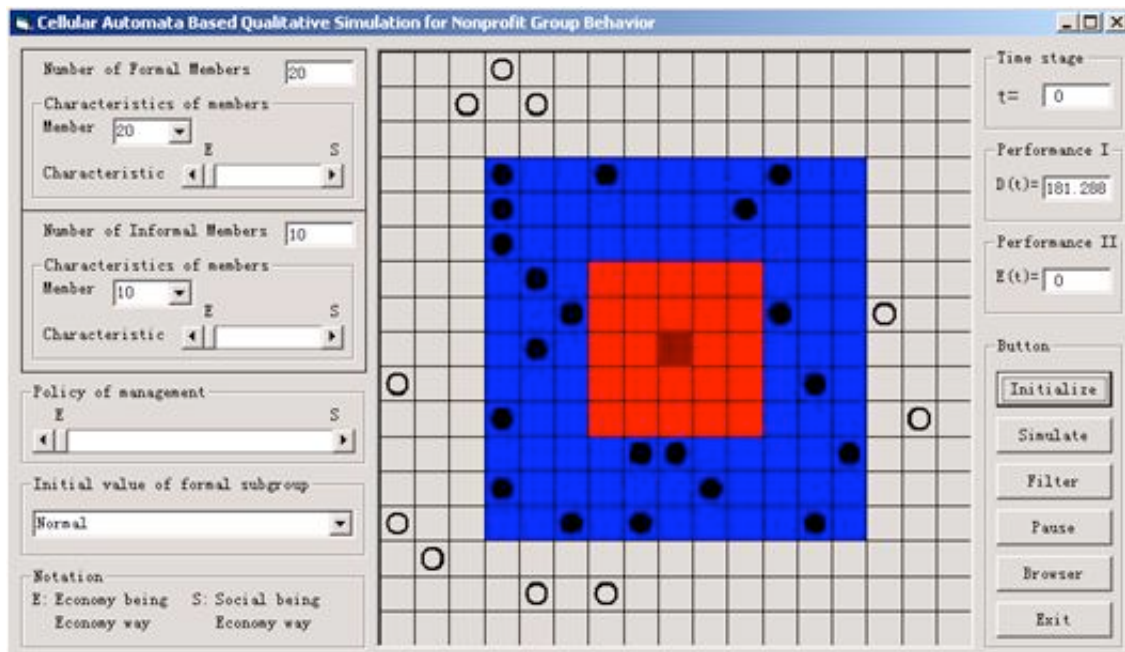 Cellular Automata Based Qualitative Simulation for Nonprofit Group Behavior
Number of Formal Members 20
Characteristics of members
Member 20
E S
Characteristic
Number of Informal Members 10
Characteristics of members
Member 10
E S
Characteristic
Policy of management
E S
Initial value of formal subgroup
Normal
Notation
E: Economy being S: Social being
Economy way Economy way
Time stage
t= 0
Performance I
D(t)= 181.288
Performance II
E(t)= 0
Button
Initialize
Simulate
Filter
Pause
Browser
Exit